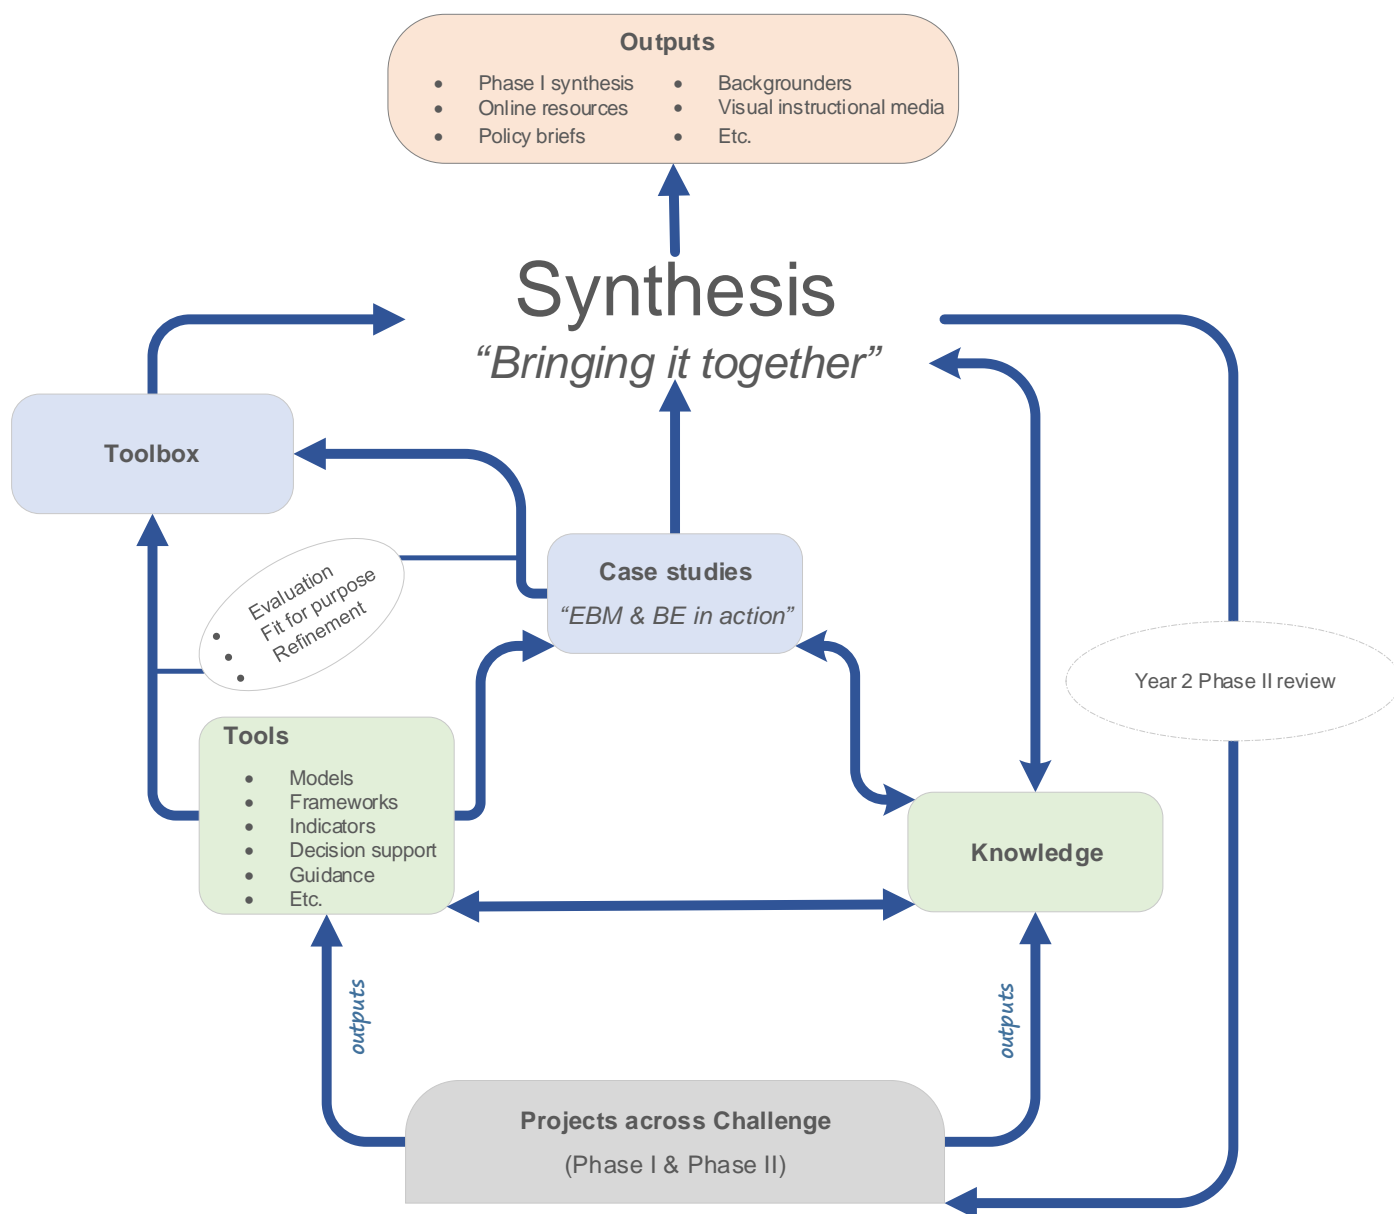 Outputs
• Phase I synthesis
• Online resources
• Policy briefs
• Backgrounders
• Visual instructional media
• Etc.
Synthesis
“Bringing it together”
Toolbox
• Evaluation
• Fit for purpose
• Refinement
Case studies
“EBM & BE in action”
Year 2 Phase II review
Tools
• Models
• Frameworks
• Indicators
• Decision support
• Guidance
• Etc.
Knowledge
outputs
outputs
Projects across Challenge
(Phase I & Phase II)